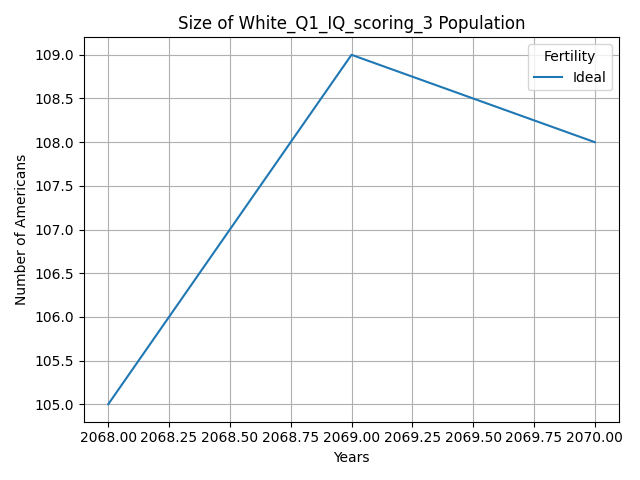 Size of White_Q1_IQ_scoring_3 Population
Fertility
Ideal
Number of Americans
109.0
108.5
108.0
107.5
107.0
106.5
106.0
105.5
105.0
2068.00 2068.25 2068.50 2068.75 2069.00 2069.25 2069.50 2069.75 2070.00
Years